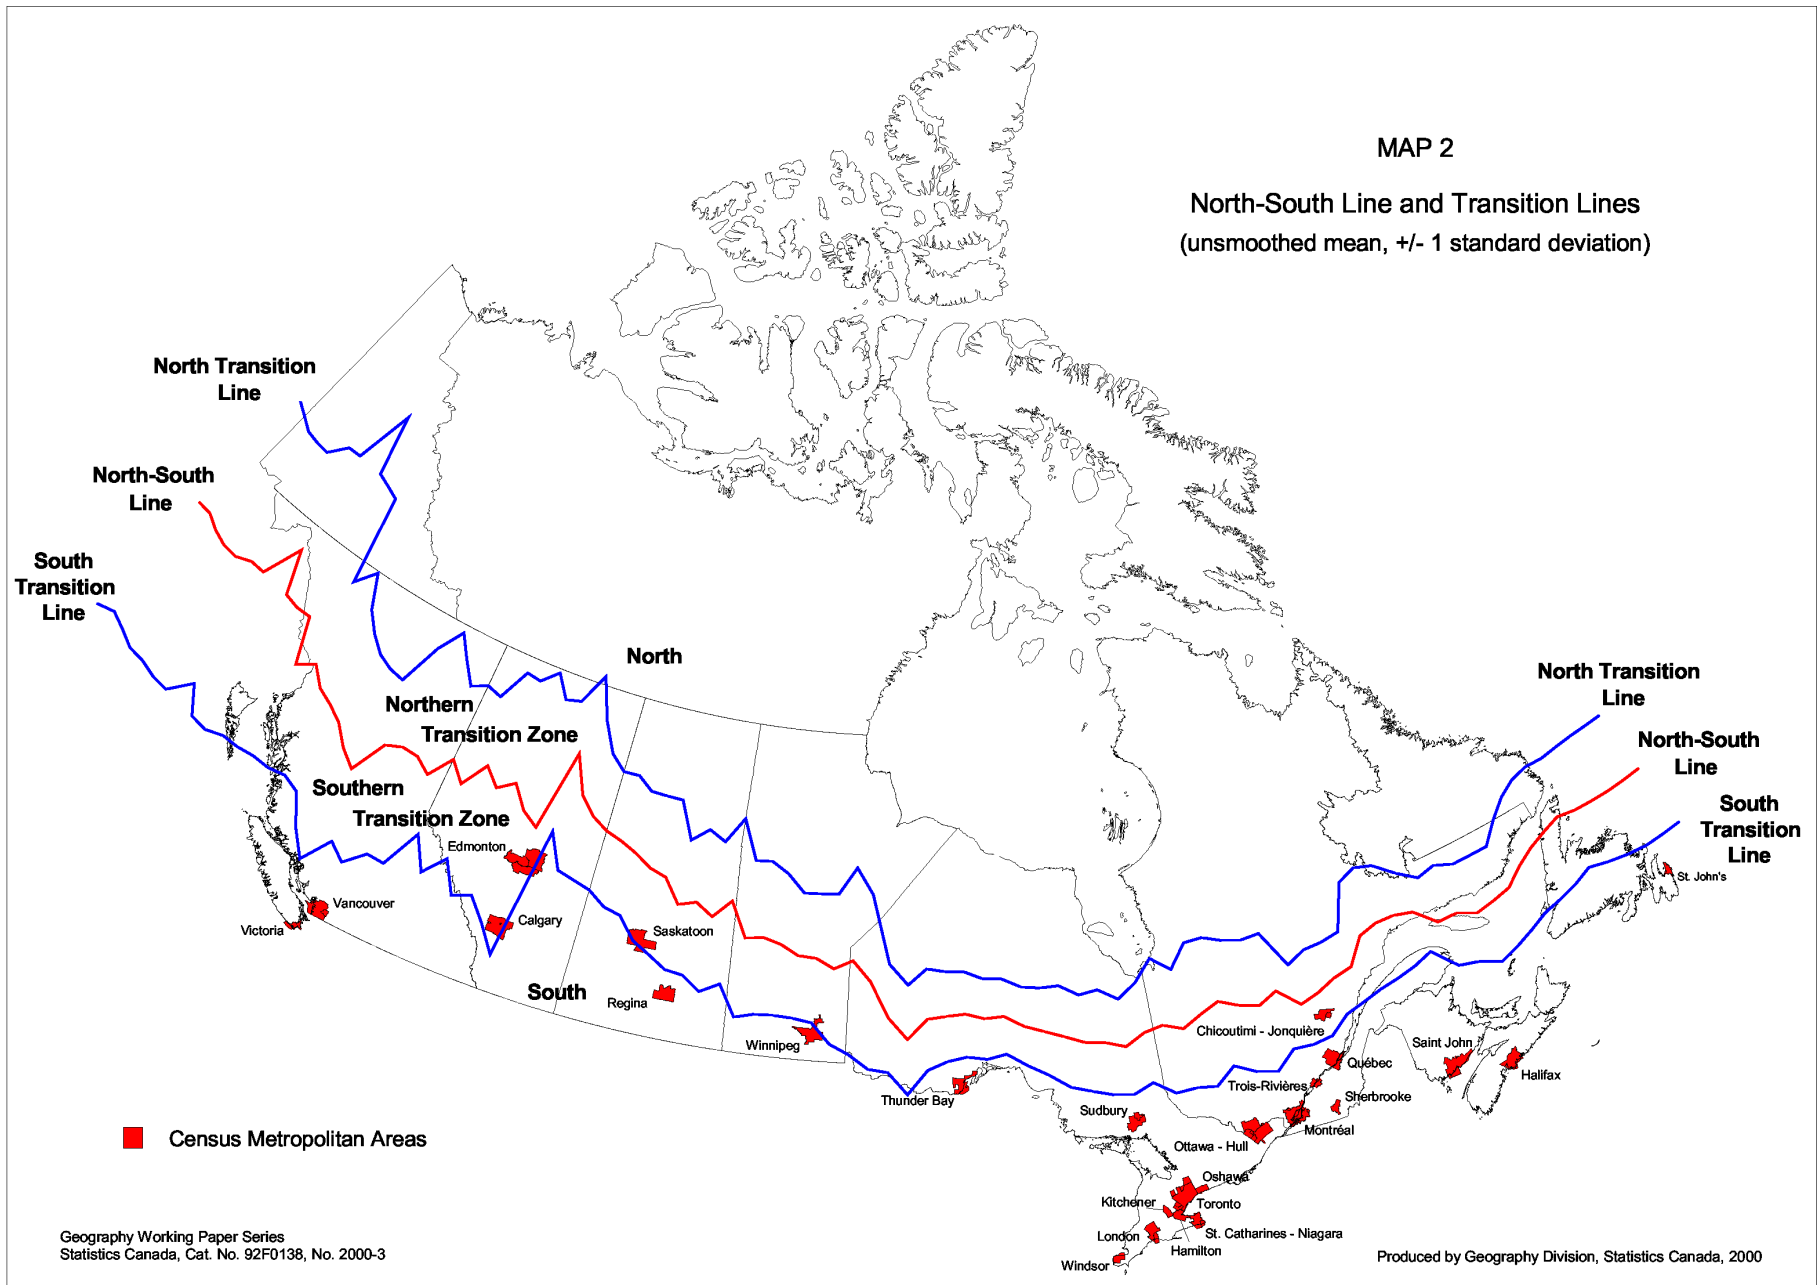 MAP 2
North-South Line and Transition Lines
(unsmoothed mean, +/- 1 standard deviation)
North Transition
Line
North-South
Line
South
Transition
Line
North
Northern
Transition Zone
Southern
Transition Zone
South
North Transition
Line
North-South
Line
South
Transition
Line
Edmonton
Vancouver
Victoria
Calgary
Saskatoon
Regina
Winnipeg
Thunder Bay
Sudbury
Chicoutimi - Jonquière
Québec
Trois-Rivières
Sherbrooke
Montréal
Ottawa - Hull
Oshawa
Toronto
Kitchener
St. Catharines - Niagara
London
Hamilton
Windsor
Saint John
Halifax
St. John's
Census Metropolitan Areas
Geography Working Paper Series
Statistics Canada, Cat. No. 92F0138, No. 2000-3
Produced by Geography Division, Statistics Canada, 2000